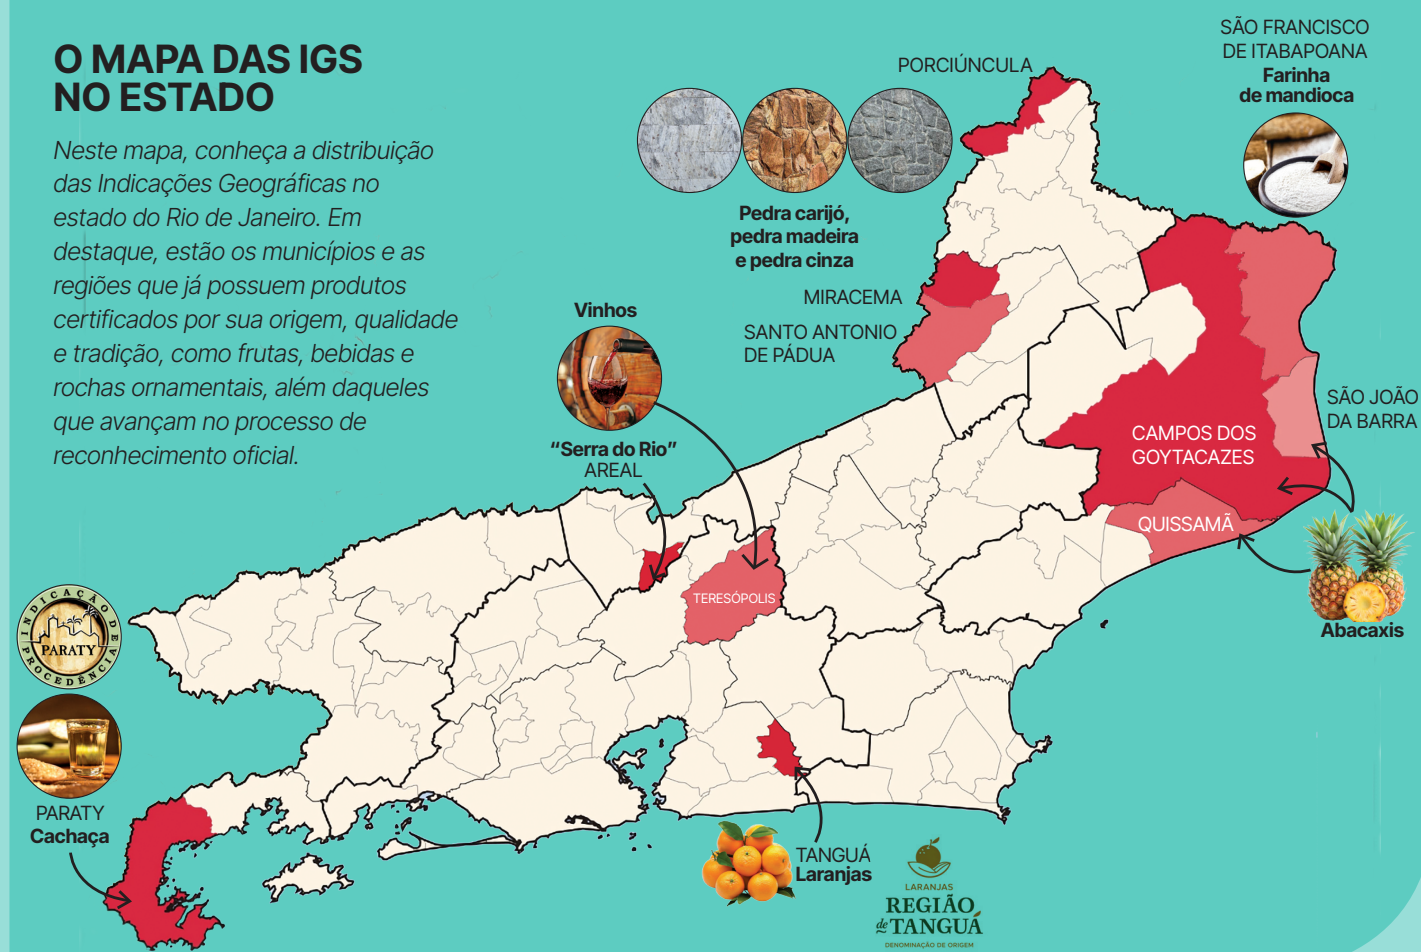 O MAPA DAS IGS
NO ESTADO
Neste mapa, conheça a distribuição
das Indicações Geográficas no
estado do Rio de Janeiro. Em
destaque, estão os municípios e as
regiões que já possuem produtos
certificados por sua origem, qualidade
e tradição, como frutas, bebidas e
rochas ornamentais, além daqueles
que avançam no processo de
reconhecimento oficial.
PORCIÚNCULA
SÃO FRANCISCO
DE ITABAPOANA
Farinha
de mandioca
Pedra carijó,
pedra madeira
e pedra cinza
MIRACEMA
SANTO ANTONIO
DE PÁDUA
Vinhos
“Serra do Rio”
AREAL
TERESÓPOLIS
SÃO JOÃO
DA BARRA
CAMPOS DOS
GOYTACAZES
QUISSAMÃ
Abacaxis
INDICAÇÃO DE
PARATY
PROCEDÊNCIA
PARATY
Cachaça
TANGUÁ
Laranjas
LARANJAS
REGIÃO
de TANGUÁ
DENOMINAÇÃO DE ORIGEM